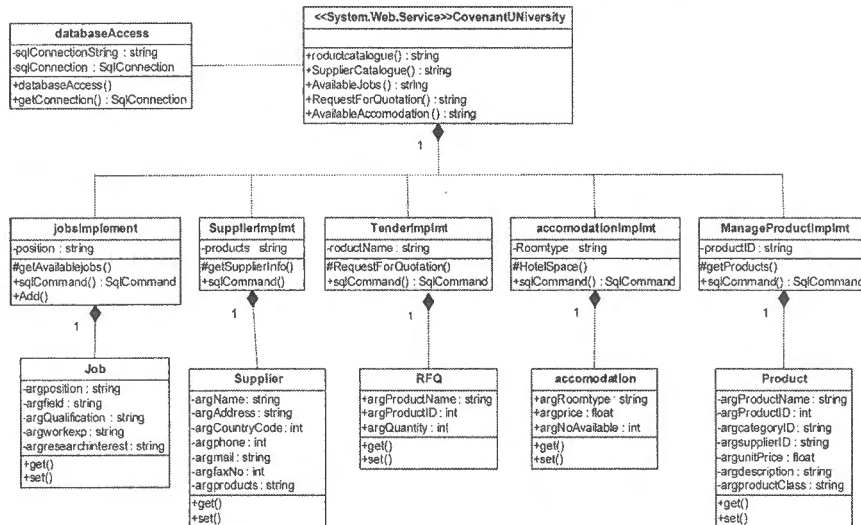 databaseAccess
-sqlConnectionString : string
-sqlConnection : SqlConnection
+databaseAccess()
+getConnection() : SqlConnection
<<System.Web.Service>>CovenantUNiversity
+roductcatalogue() : string
+SupplierCatalogue() : string
+AvailableJobs() : string
+RequestForQuotation() : string
+AvailableAccomodation() : string
1
jobsImplement
-position : string
#getAvailablejobs()
+sqlCommand() : SqlCommand
+Add()
1
SupplierImplmt
-products string
#getSupplierInfo()
+sqlCommand()
1
TenderImplmt
-roductName : string
#RequestForQuotation()
+sqlCommand() : SqlCommand
1
accomodationImplmt
-Roomtype string
#HotelSpace()
+sqlCommand() : SqlCommand
1
ManageProductImplmt
-productID : string
#getProducts()
+sqlCommand() : SqlCommand
1
Job
-argposition : string
-argfield : string
-argQualification : string
-argworkexp : string
-argresearchinterest : string
+get()
+set()
Supplier
-argName : string
-argAddress : string
-argCountryCode : int
-argphone : int
-argmail : string
-argfaxNo : int
-argproducts : string
+get()
+set()
RFQ
+argProductName : string
+argProductID : int
+argQuantity : int
+get()
+set()
accomodation
+argRoomtype : string
+argprice : float
+argNoAvailable : int
+get()
+set()
Product
-argProductName : string
-argProductID : int
-argcategoryID : string
-argsupplierID : string
-argunitPrice : float
-argdescription : string
-argproductClass : string
+get()
+set()